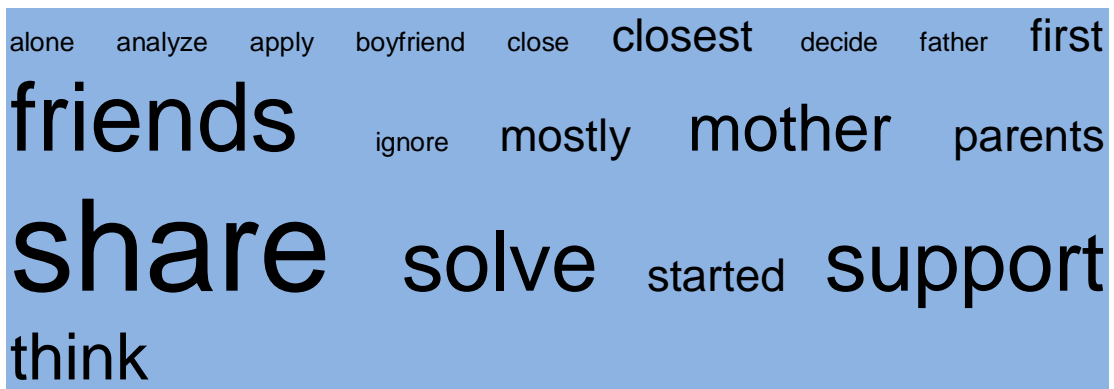 alone analyze apply boyfriend close closest decide father first
friends ignore mostly mother parents
share solve started support
think